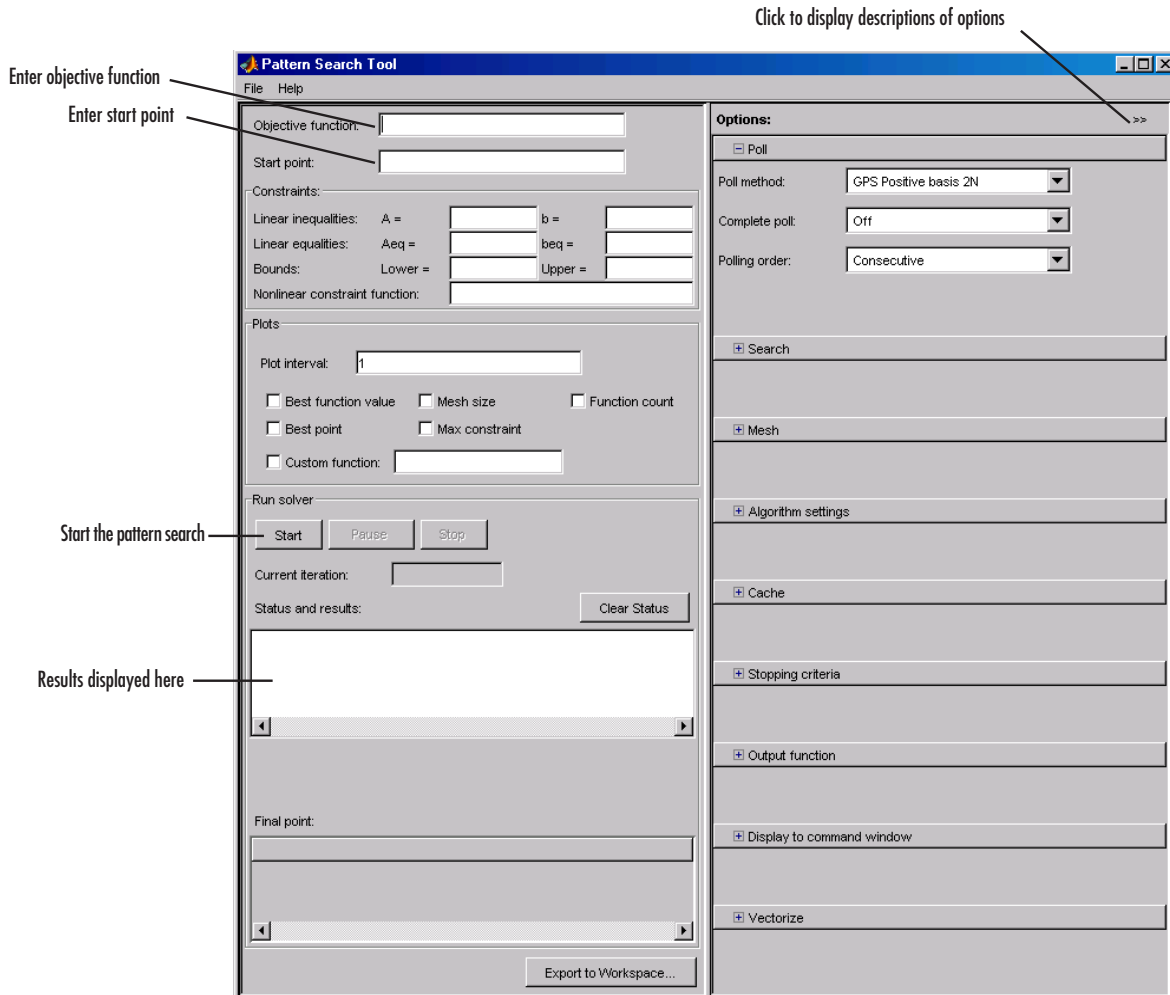 Click to display descriptions of options
Pattern Search Tool
Enter objective function
File Help
Enter start point
Objective function:
Start point:
Constraints:
Linear inequalities: A = b =
Linear equalities: Aeq = beq =
Bounds: Lower = Upper =
Nonlinear constraint function:
Plots
Plot interval: 1
Best function value Mesh size Function count
Best point Max constraint
Custom function:
Run solver
Start the pattern search
Start Pause Stop
Current iteration:
Status and results: Clear Status
Results displayed here
Final point:
Export to Workspace...
Options: >>
Poll
Poll method: GPS Positive basis 2N
Complete poll: Off
Polling order: Consecutive
Search
Mesh
Algorithm settings
Cache
Stopping criteria
Output function
Display to command window
Vectorize